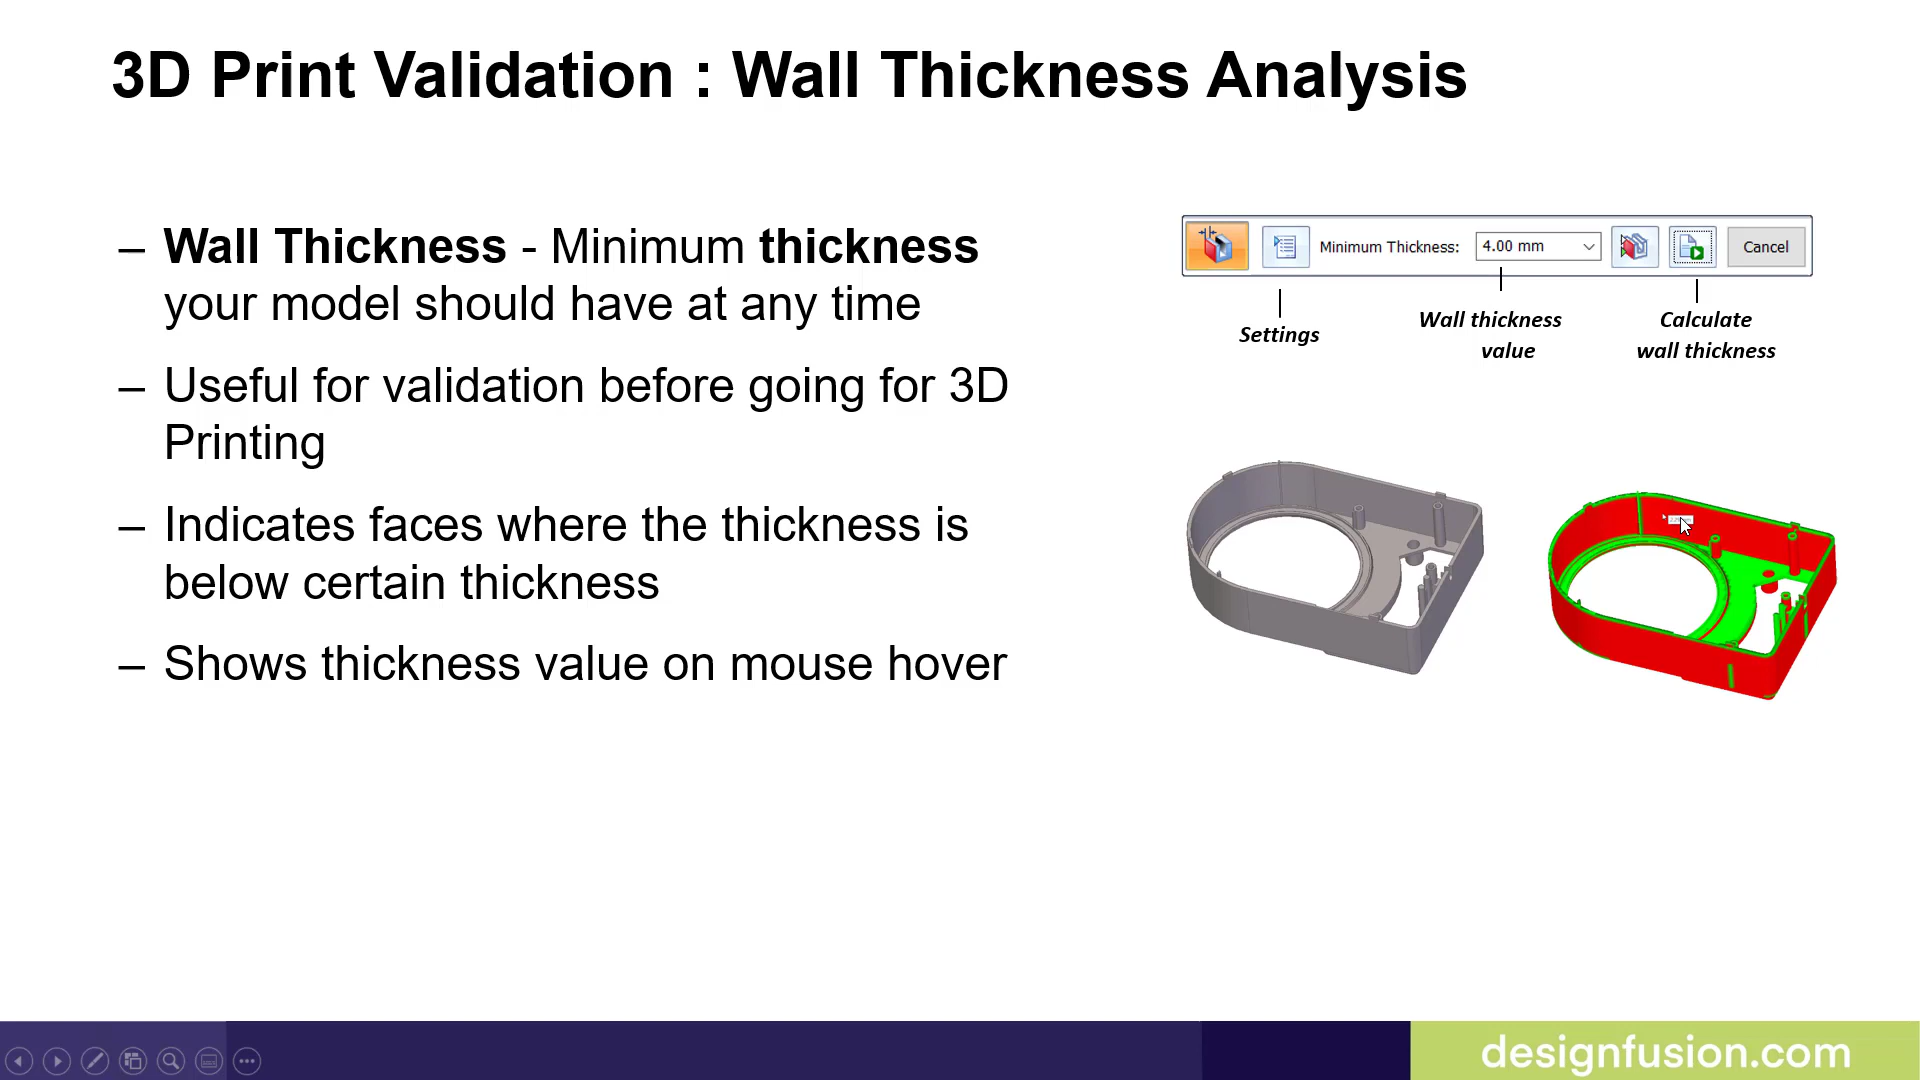 3D Print Validation : Wall Thickness Analysis
– Wall Thickness - Minimum thickness
your model should have at any time
– Useful for validation before going for 3D
Printing
– Indicates faces where the thickness is
below certain thickness
– Shows thickness value on mouse hover
Minimum Thickness: 4.00 mm Cancel
Settings
Wall thickness
value
Calculate
wall thickness
designfusion.com